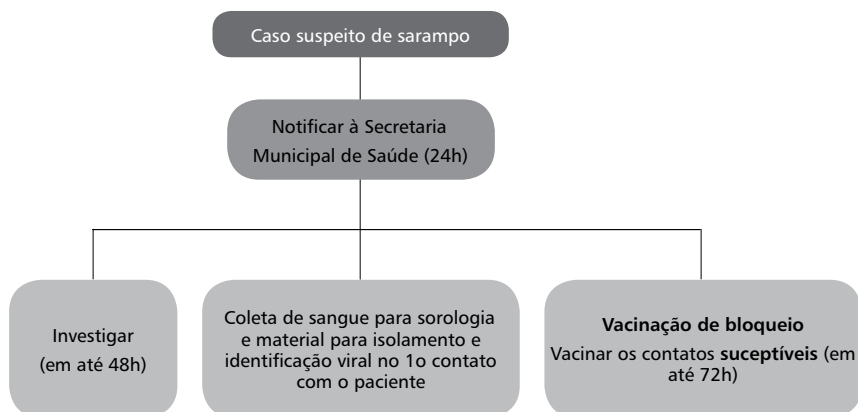 Caso suspeito de sarampo
Notificar à Secretaria
Municipal de Saúde (24h)
Investigar
(em até 48h)
Coleta de sangue para sorologia
e material para isolamento e
identificação viral no 1o contato
com o paciente
Vacinação de bloqueio
Vacinar os contatos suceptíveis (em
até 72h)